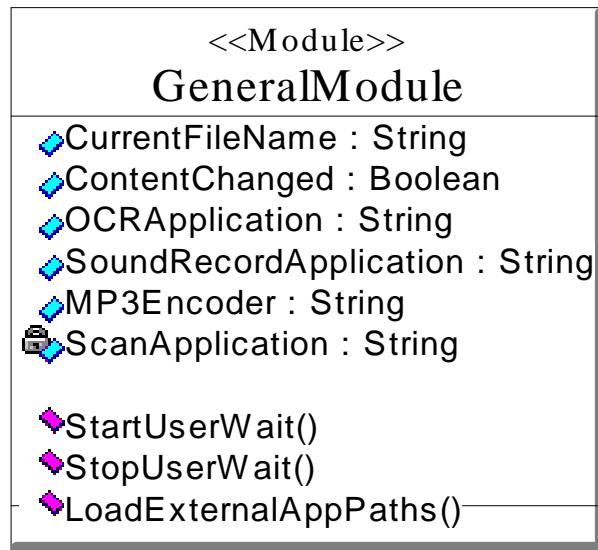 <<Module>>
GeneralModule
CurrentFileName : String
ContentChanged : Boolean
OCRApplication : String
SoundRecordApplication : String
MP3Encoder : String
ScanApplication : String
StartUserWait()
StopUserWait()
LoadExternalAppPaths()